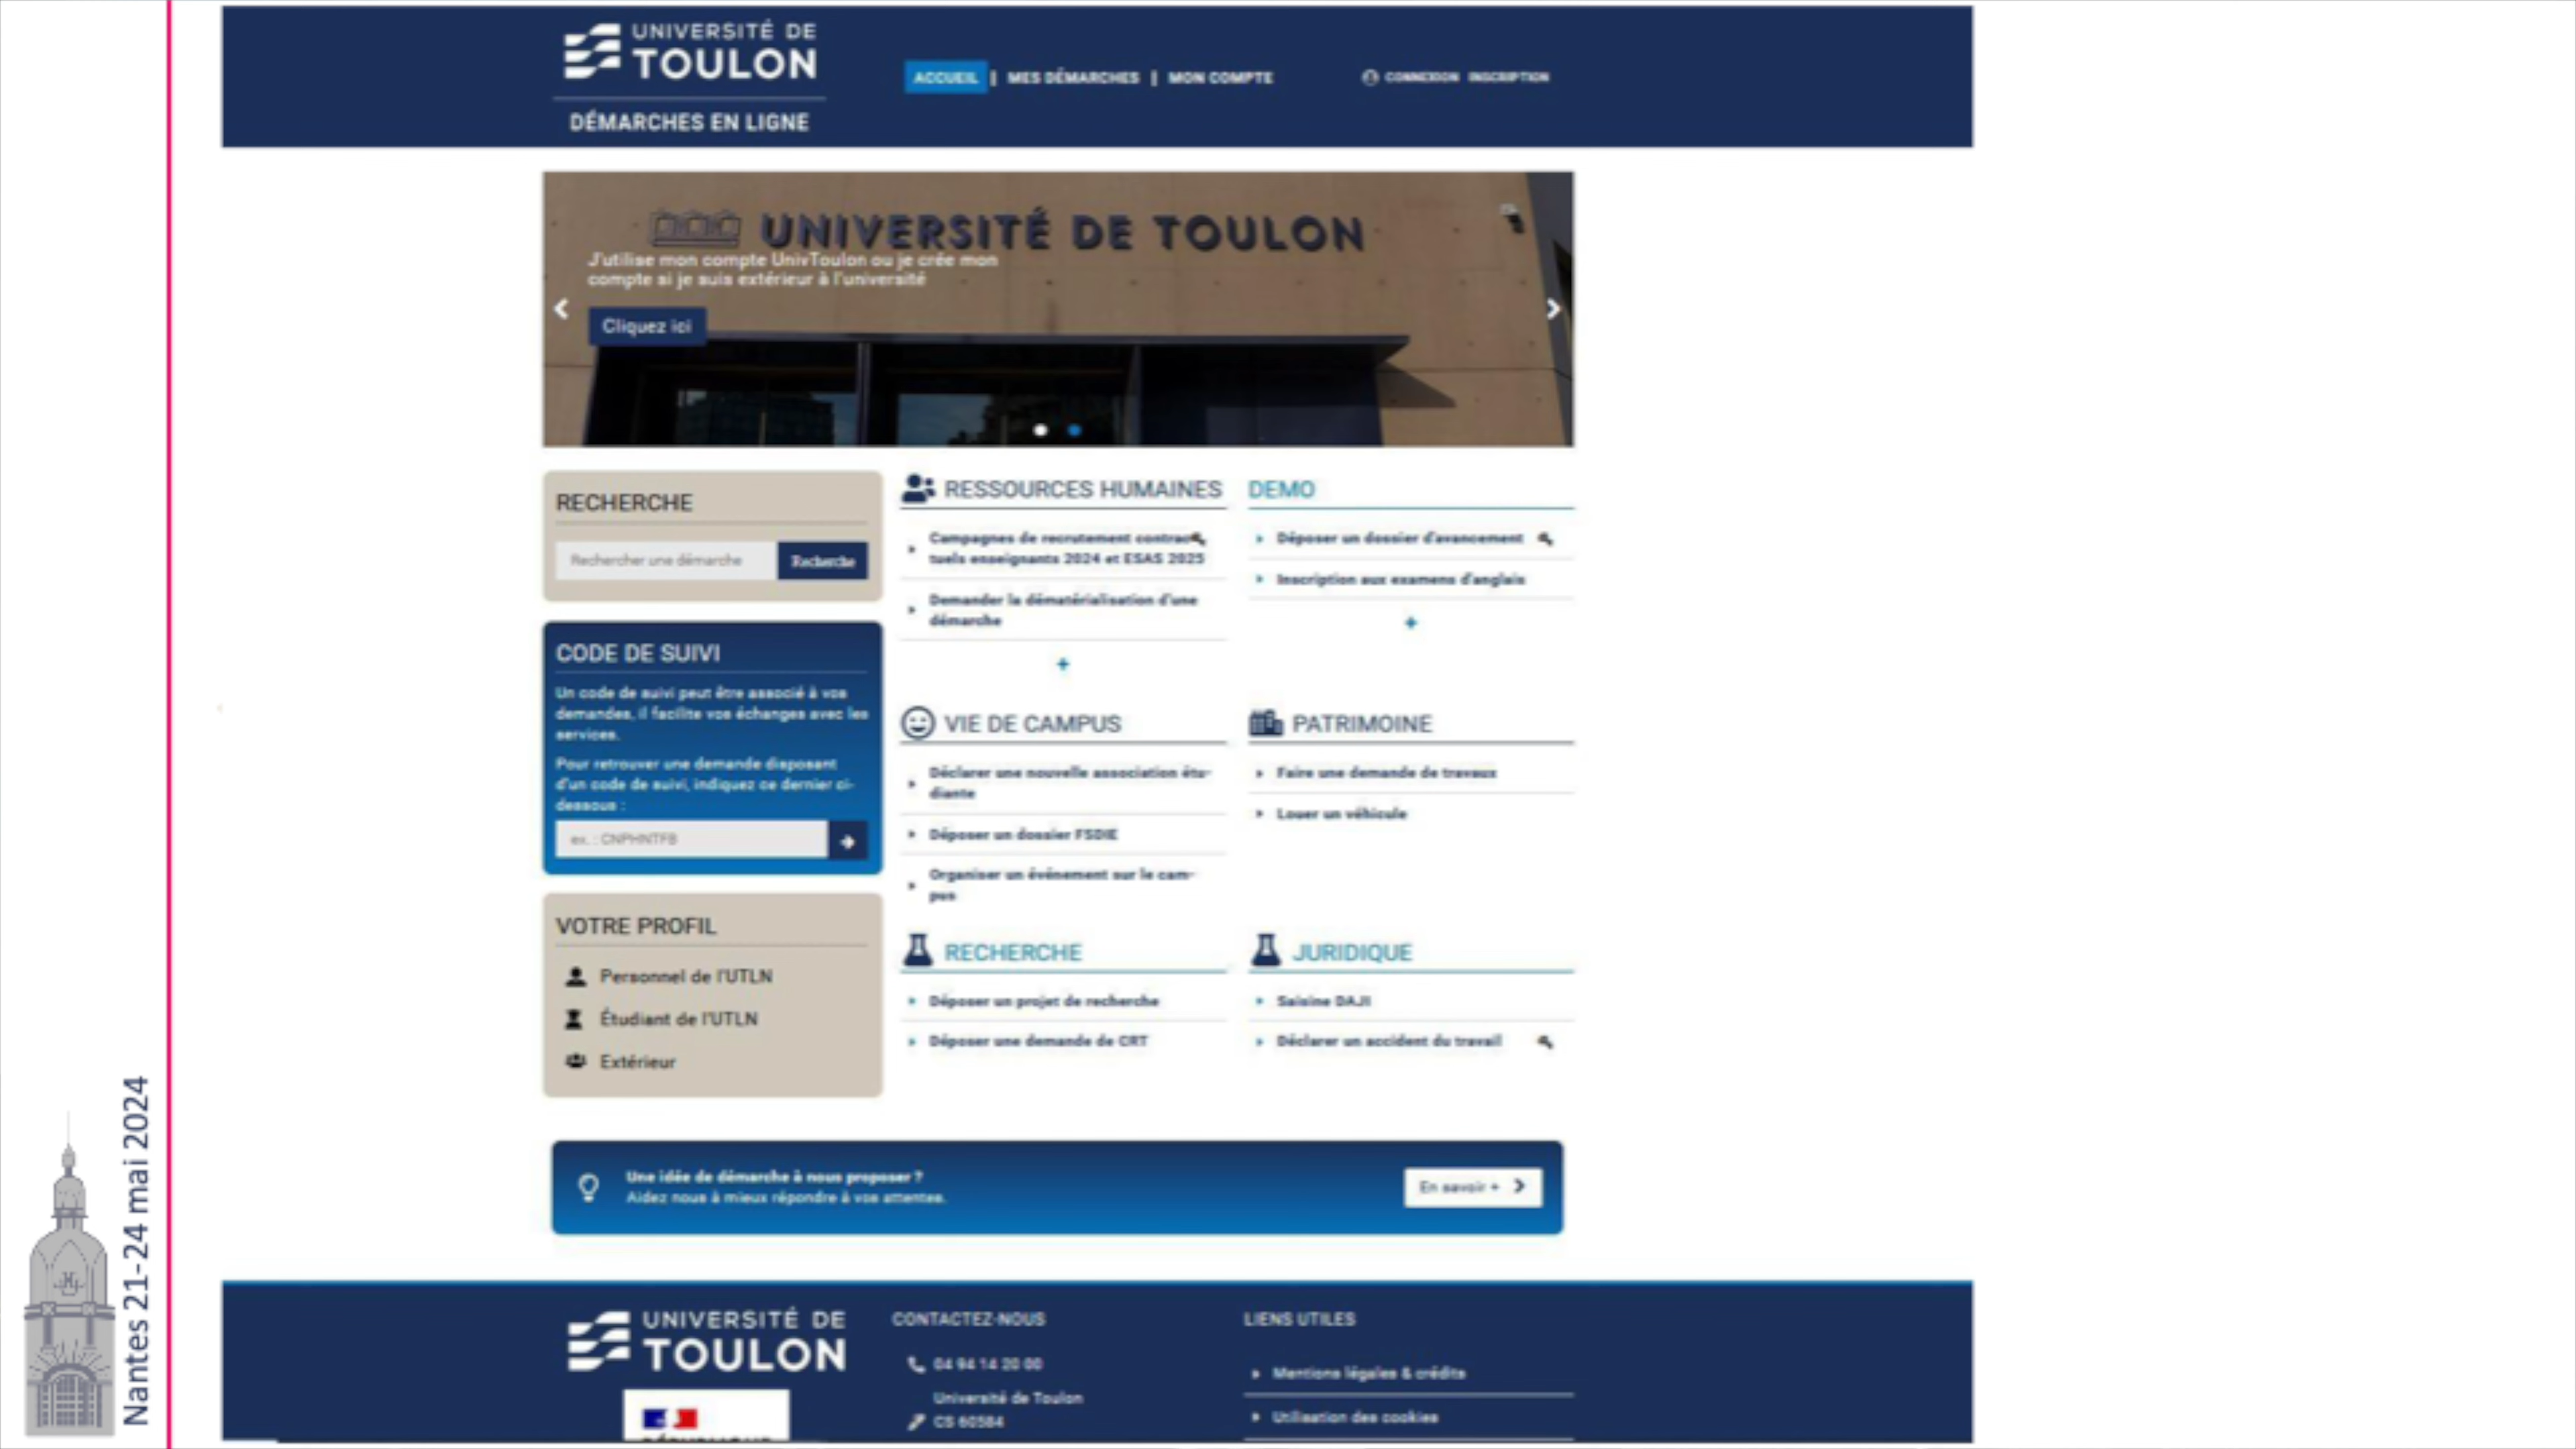 UNIVERSITÉ DE
TOULON
DÉMARCHES EN LIGNE
ACCUEIL | MES DÉMARCHES | MON COMPTE
CONNEXION INSCRIPTION
UNIVERSITÉ DE TOULON
J'utilise mon compte UnivToulon ou je crée mon
compte si je suis extérieur à l'université
Cliquez ici
RECHERCHE
Rechercher une démarche
Recherche
CODE DE SUIVI
Un code de suivi peut être associé à vos
demandes, il facilite vos échanges avec les
services.
Pour retrouver une demande disposant
d'un code de suivi, indiquez ce dernier ci-
dessous :
ex. : CNPHNTFB
VOTRE PROFIL
Personnel de l'UTLN
Étudiant de l'UTLN
Extérieur
RESSOURCES HUMAINES
Campagnes de recrutement contrac
tuels enseignants 2024 et ESAS 2025
Demander la dématérialisation d'une
démarche
+
DEMO
Déposer un dossier d'avancement
Inscription aux examens d'anglais
+
VIE DE CAMPUS
Déclarer une nouvelle association étu-
diante
Déposer un dossier FSDIE
Organiser un événement sur le cam-
pus
PATRIMOINE
Faire une demande de travaux
Louer un véhicule
RECHERCHE
Déposer un projet de recherche
Déposer une demande de CRT
JURIDIQUE
Saisine DAJI
Déclarer un accident du travail
Une idée de démarche à nous proposer ?
Aidez nous à mieux répondre à vos attentes.
En savoir +
UNIVERSITÉ DE
TOULON
CONTACTEZ-NOUS
04 94 14 20 00
Université de Toulon
CS 60584
LIENS UTILES
Mentions légales & crédits
Utilisation des cookies
Nantes 21-24 mai 2024